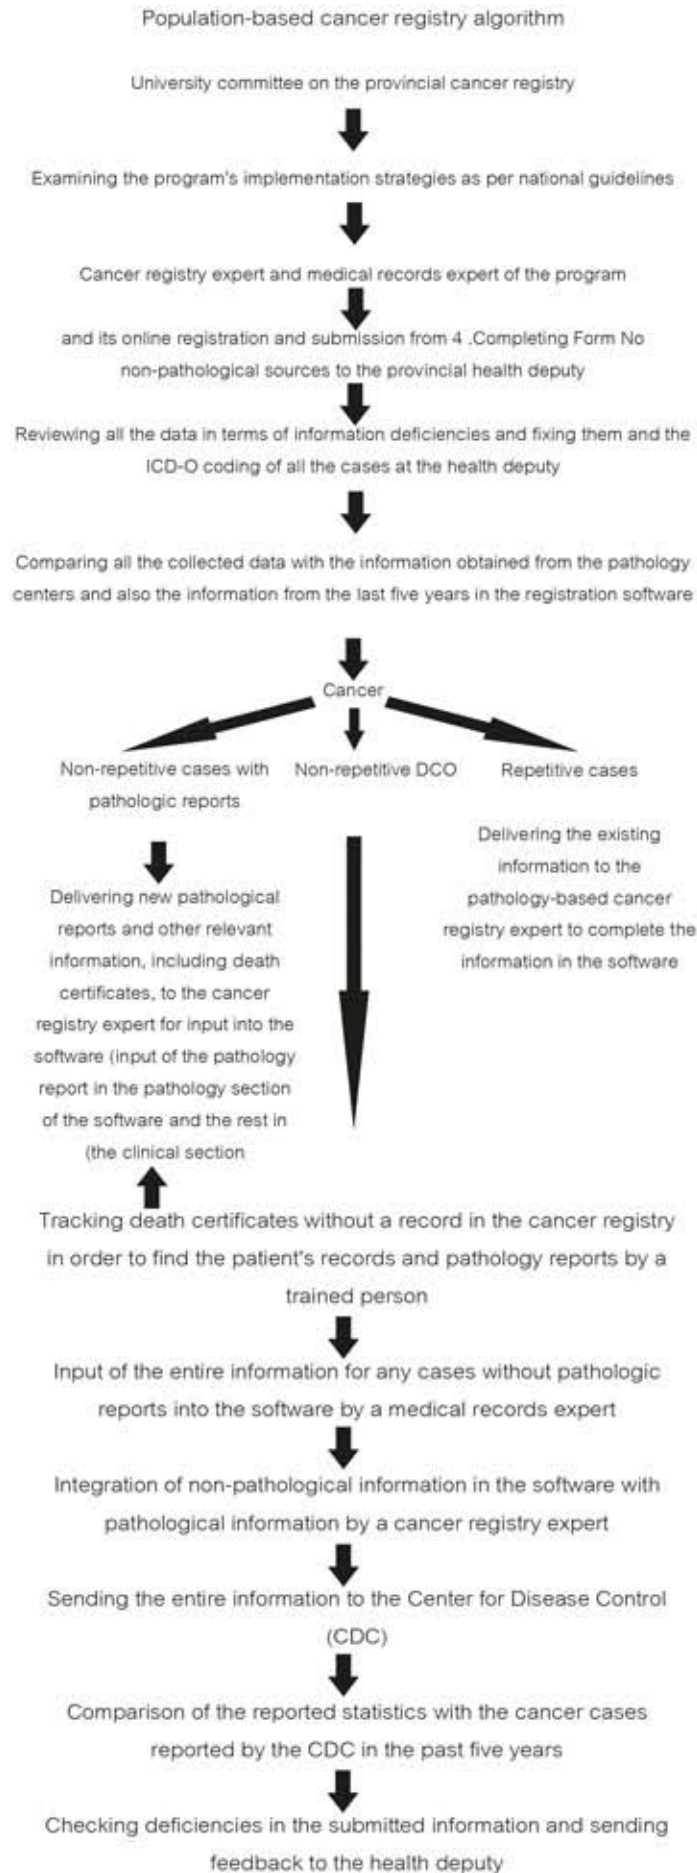 Population-based cancer registry algorithm
University committee on the provincial cancer registry
Examining the program's implementation strategies as per national guidelines
Cancer registry expert and medical records expert of the program
and its online registration and submission from 4 .Completing Form No
non-pathological sources to the provincial health deputy
Reviewing all the data in terms of information deficiencies and fixing them and the
ICD-O coding of all the cases at the health deputy
Comparing all the collected data with the information obtained from the pathology
centers and also the information from the last five years in the registration software
Cancer
Non-repetitive cases with
pathologic reports
Non-repetitive DCO
Repetitive cases
Delivering new pathological
reports and other relevant
information, including death
certificates, to the cancer
registry expert for input into the
software (input of the pathology
report in the pathology section
of the software and the rest in
(the clinical section
Delivering the existing
information to the
pathology-based cancer
registry expert to complete the
information in the software
Tracking death certificates without a record in the cancer registry
in order to find the patient's records and pathology reports by a
trained person
Input of the entire information for any cases without pathologic
reports into the software by a medical records expert
Integration of non-pathological information in the software with
pathological information by a cancer registry expert
Sending the entire information to the Center for Disease Control
(CDC)
Comparison of the reported statistics with the cancer cases
reported by the CDC in the past five years
Checking deficiencies in the submitted information and sending
feedback to the health deputy